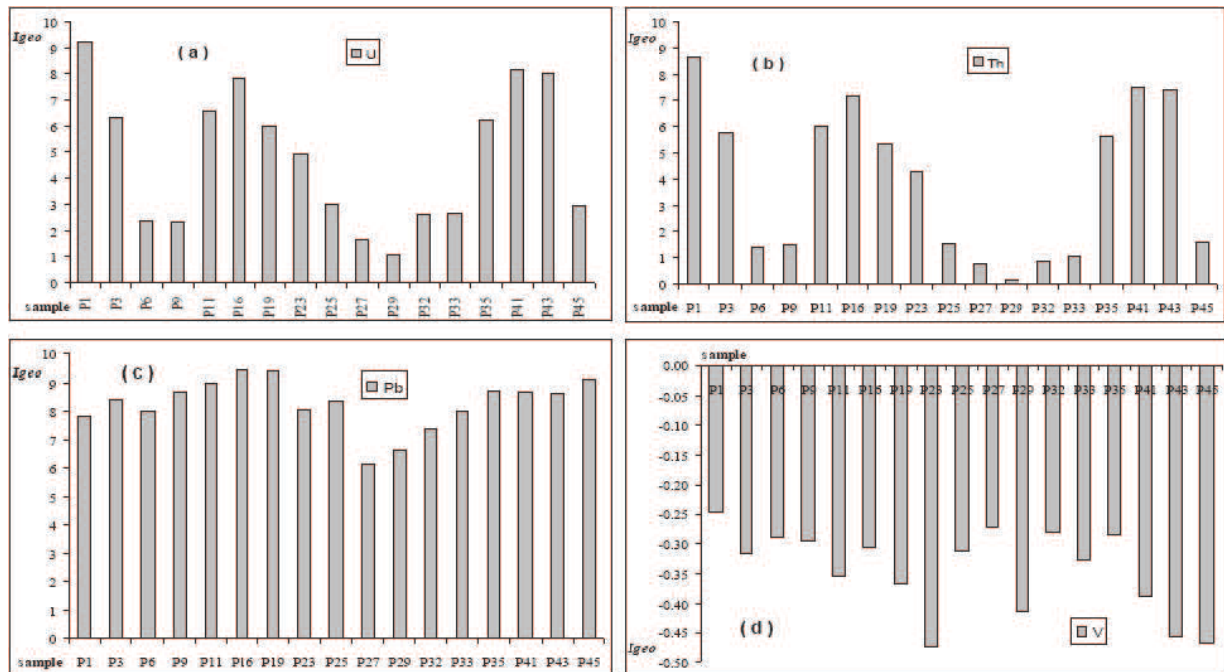 10
Igeo
9
8
7
6
5
4
3
2
1
0
( a )
U
sample
P1 P3 P6 P9 P11 P16 P19 P23 P25 P27 P29 P32 P33 P35 P41 P43 P45
10
Igeo
9
8
7
6
5
4
3
2
1
0
( b )
Th
sample P1 P3 P6 P9 P11 P16 P19 P23 P25 P27 P29 P32 P33 P35 P41 P43 P45
10
Igeo
9
8
7
6
5
4
3
2
1
0
( c )
Pb
sample P1 P3 P6 P9 P11 P16 P19 P23 P25 P27 P29 P32 P33 P35 P41 P43 P45
sample
0.00
P1 P3 P6 P9 P11 P16 P19 P23 P25 P27 P29 P32 P33 P35 P41 P43 P45
-0.05
-0.10
-0.15
-0.20
-0.25
-0.30
-0.35
-0.40
-0.45
-0.50
Igeo
( d )
V